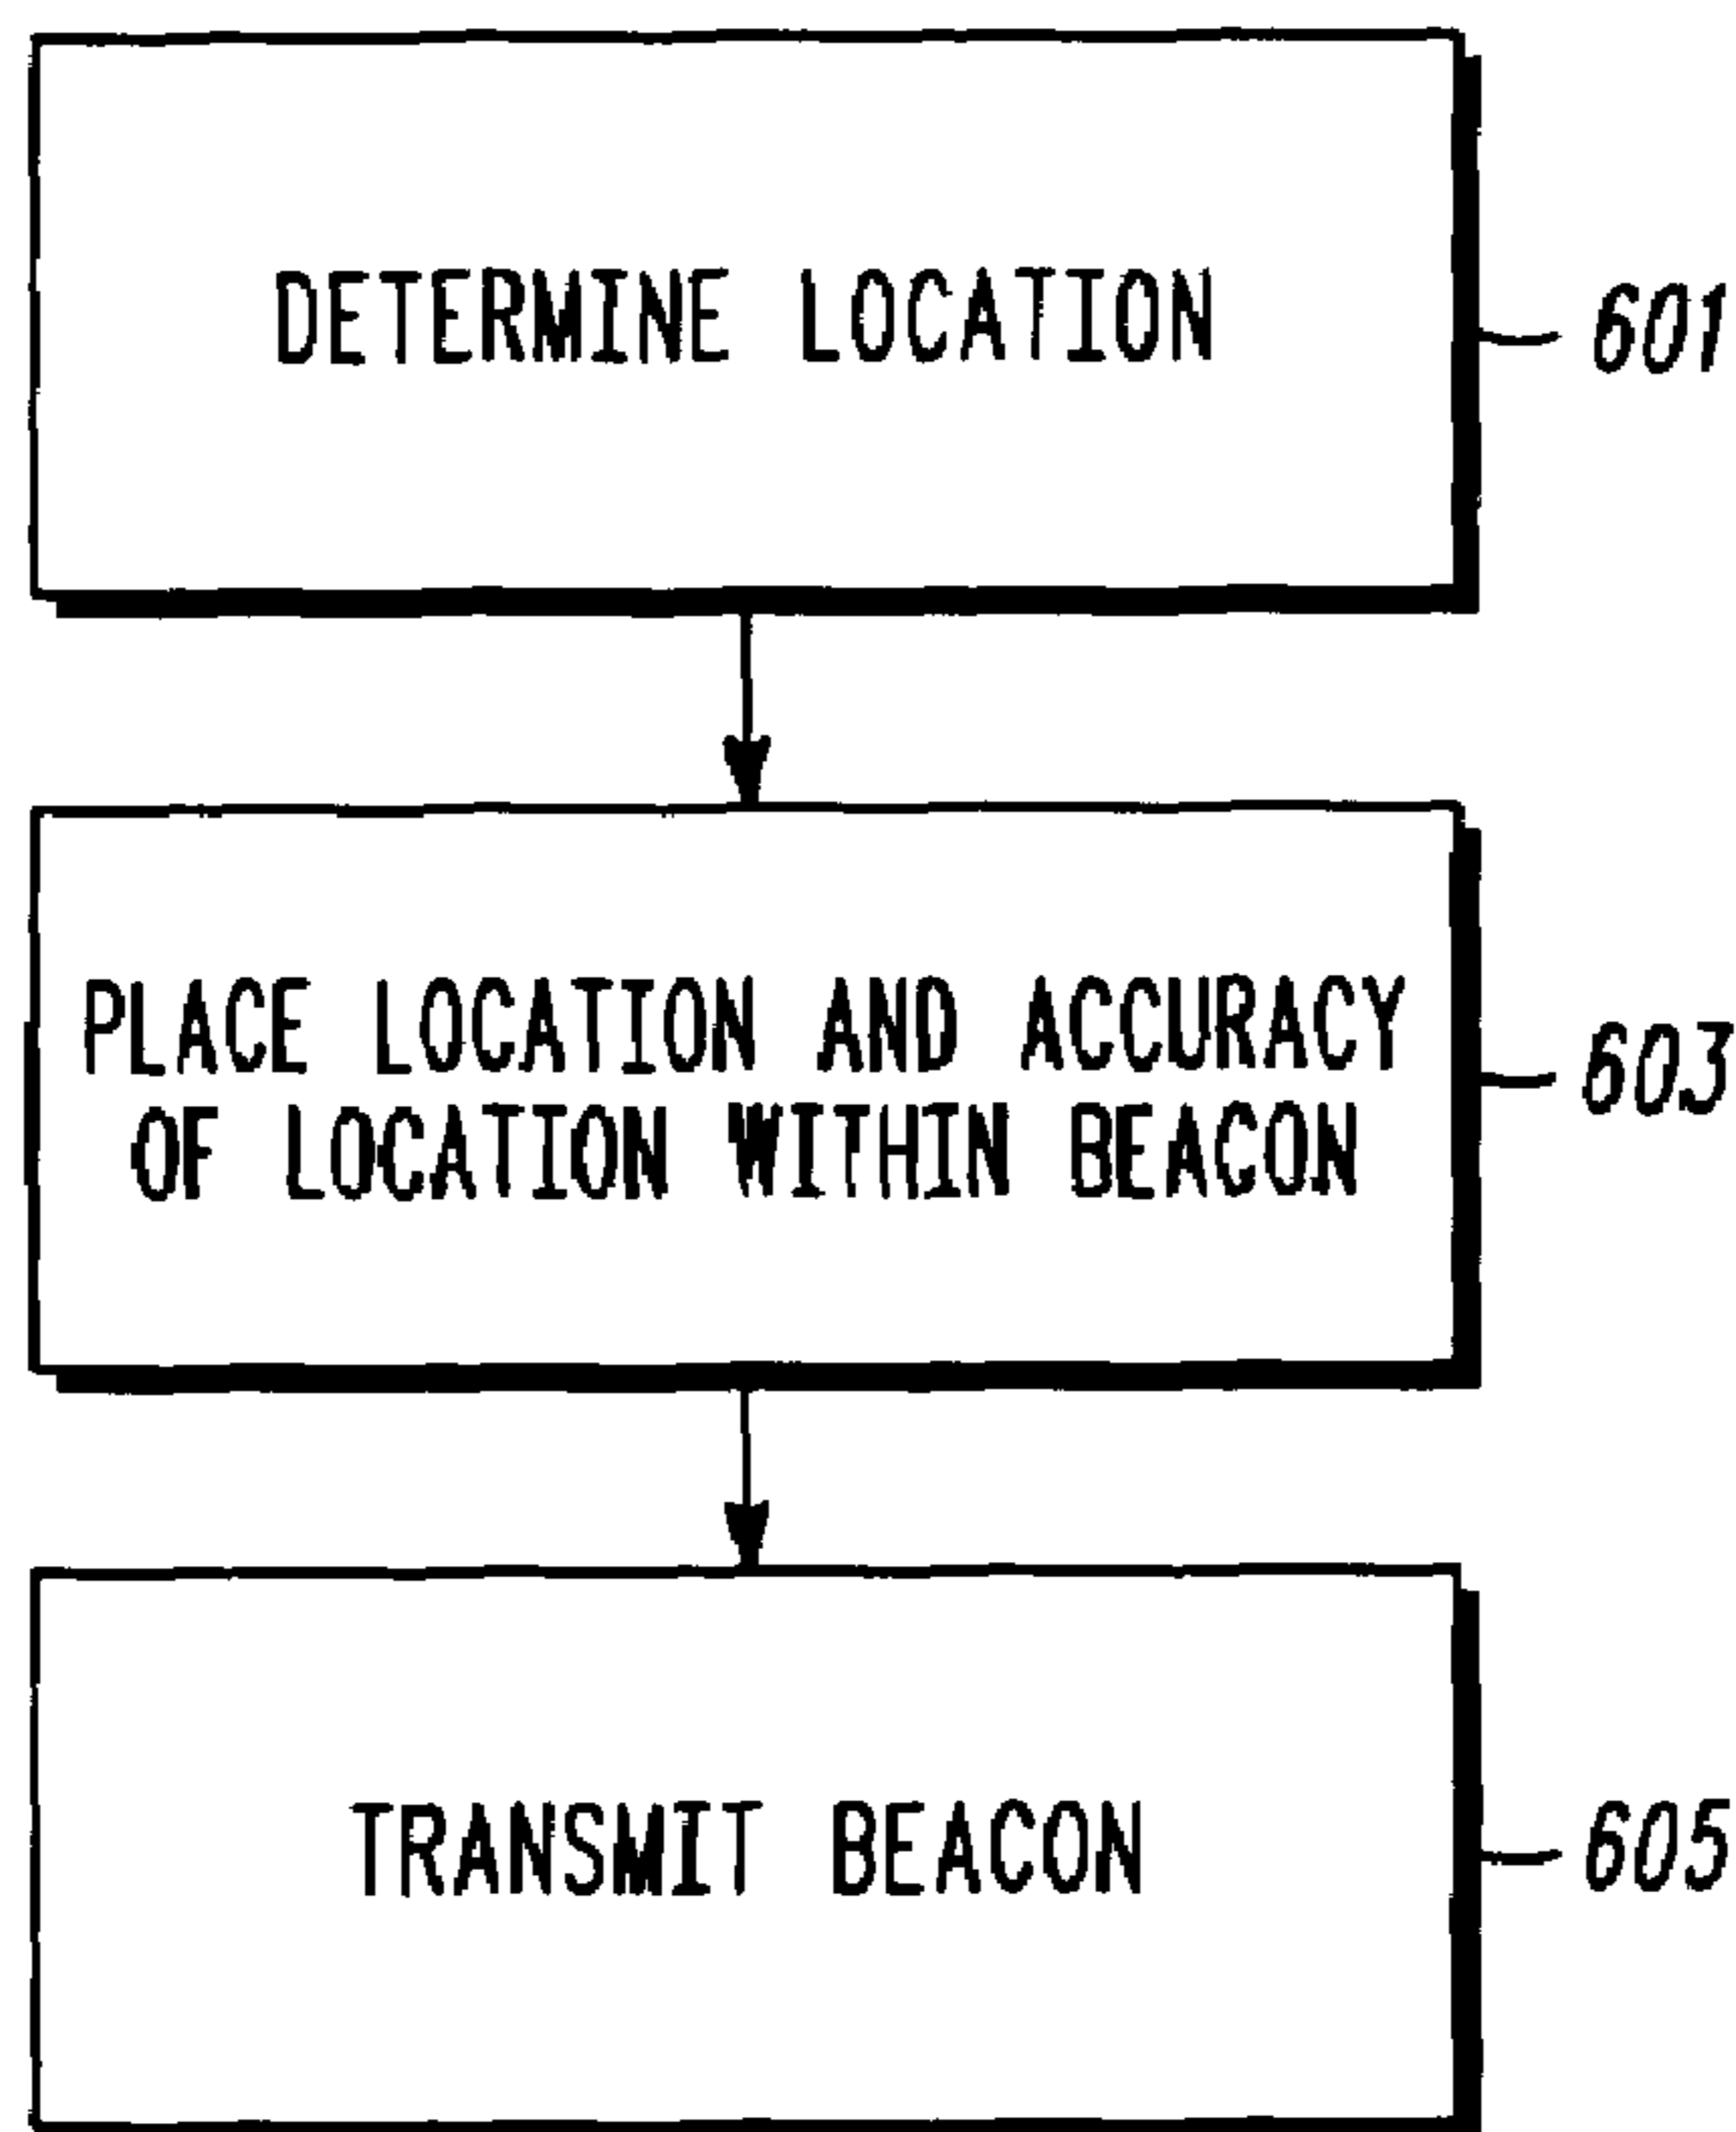 DETERMINE LOCATION
601
PLACE LOCATION AND ACCURACY
OF LOCATION WITHIN BEACON
603
TRANSMIT BEACON
605